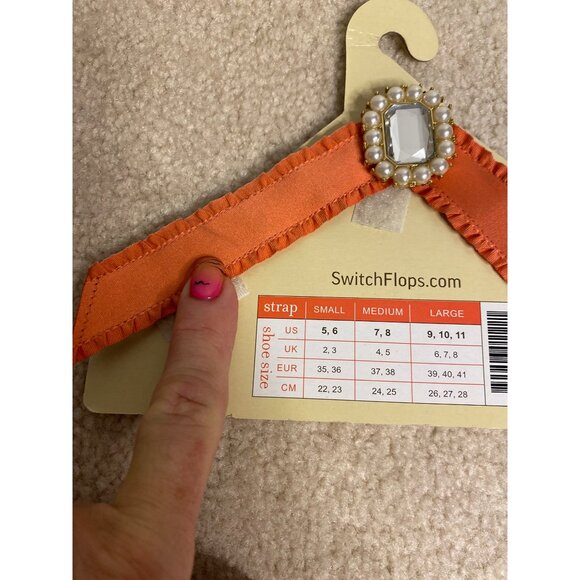 SwitchFlops.com
strap SMALL MEDIUM LARGE
shoe size
US 5, 6 7, 8 9, 10, 11
UK 2, 3 4, 5 6, 7, 8
EUR 35, 36 37, 38 39, 40, 41
CM 22, 23 24, 25 26, 27, 28